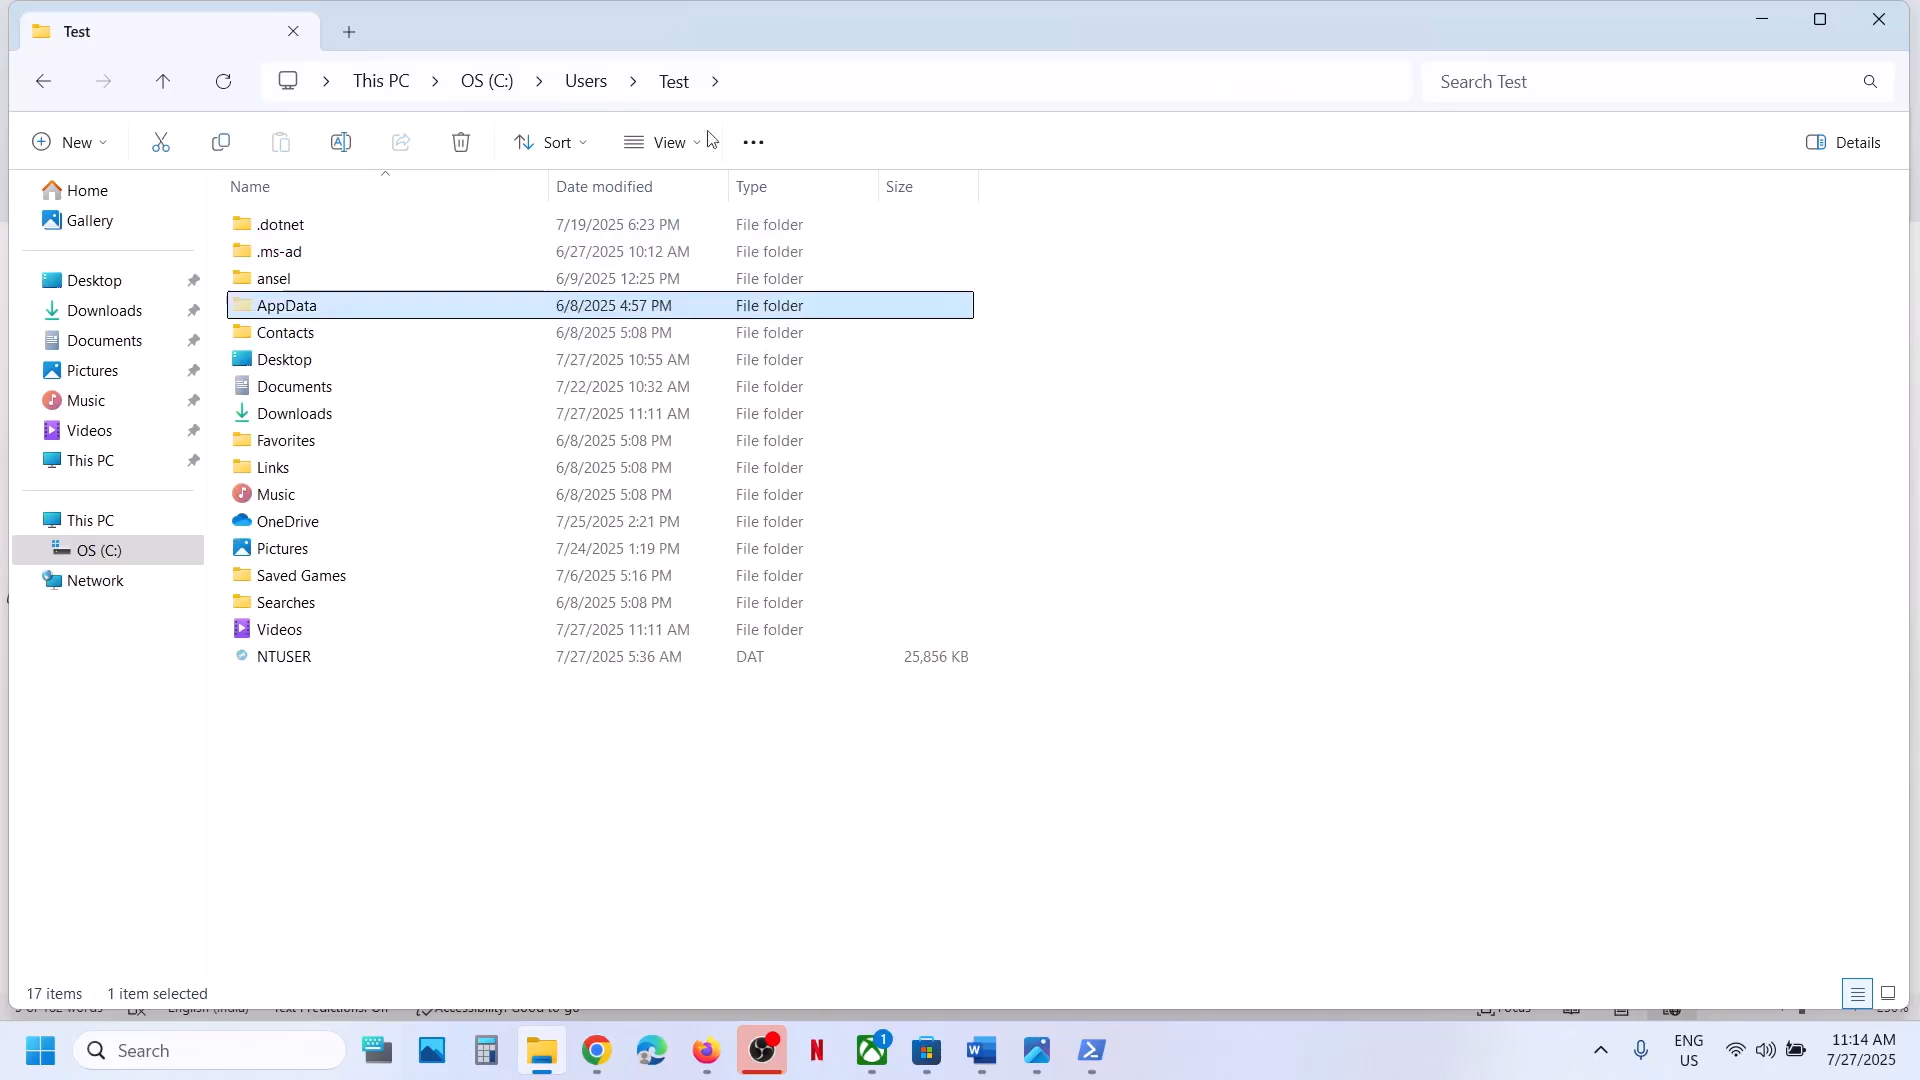 Test
This PC
OS (C:)
Users
Test
Search Test
New
Sort
View
Details
Name
Date modified
Type
Size
Home
Gallery
Desktop
Downloads
Documents
Pictures
Music
Videos
This PC
This PC
OS (C:)
Network
.dotnet 7/19/2025 6:23 PM File folder
.ms-ad 6/27/2025 10:12 AM File folder
ansel 6/9/2025 12:25 PM File folder
AppData 6/8/2025 4:57 PM File folder
Contacts 6/8/2025 5:08 PM File folder
Desktop 7/27/2025 10:55 AM File folder
Documents 7/22/2025 10:32 AM File folder
Downloads 7/27/2025 11:11 AM File folder
Favorites 6/8/2025 5:08 PM File folder
Links 6/8/2025 5:08 PM File folder
Music 6/8/2025 5:08 PM File folder
OneDrive 7/25/2025 2:21 PM File folder
Pictures 7/24/2025 1:19 PM File folder
Saved Games 7/6/2025 5:16 PM File folder
Searches 6/8/2025 5:08 PM File folder
Videos 7/27/2025 11:11 AM File folder
NTUSER 7/27/2025 5:36 AM DAT 25,856 KB
17 items
1 item selected
Search
N
1
ENG
US
11:14 AM
7/27/2025